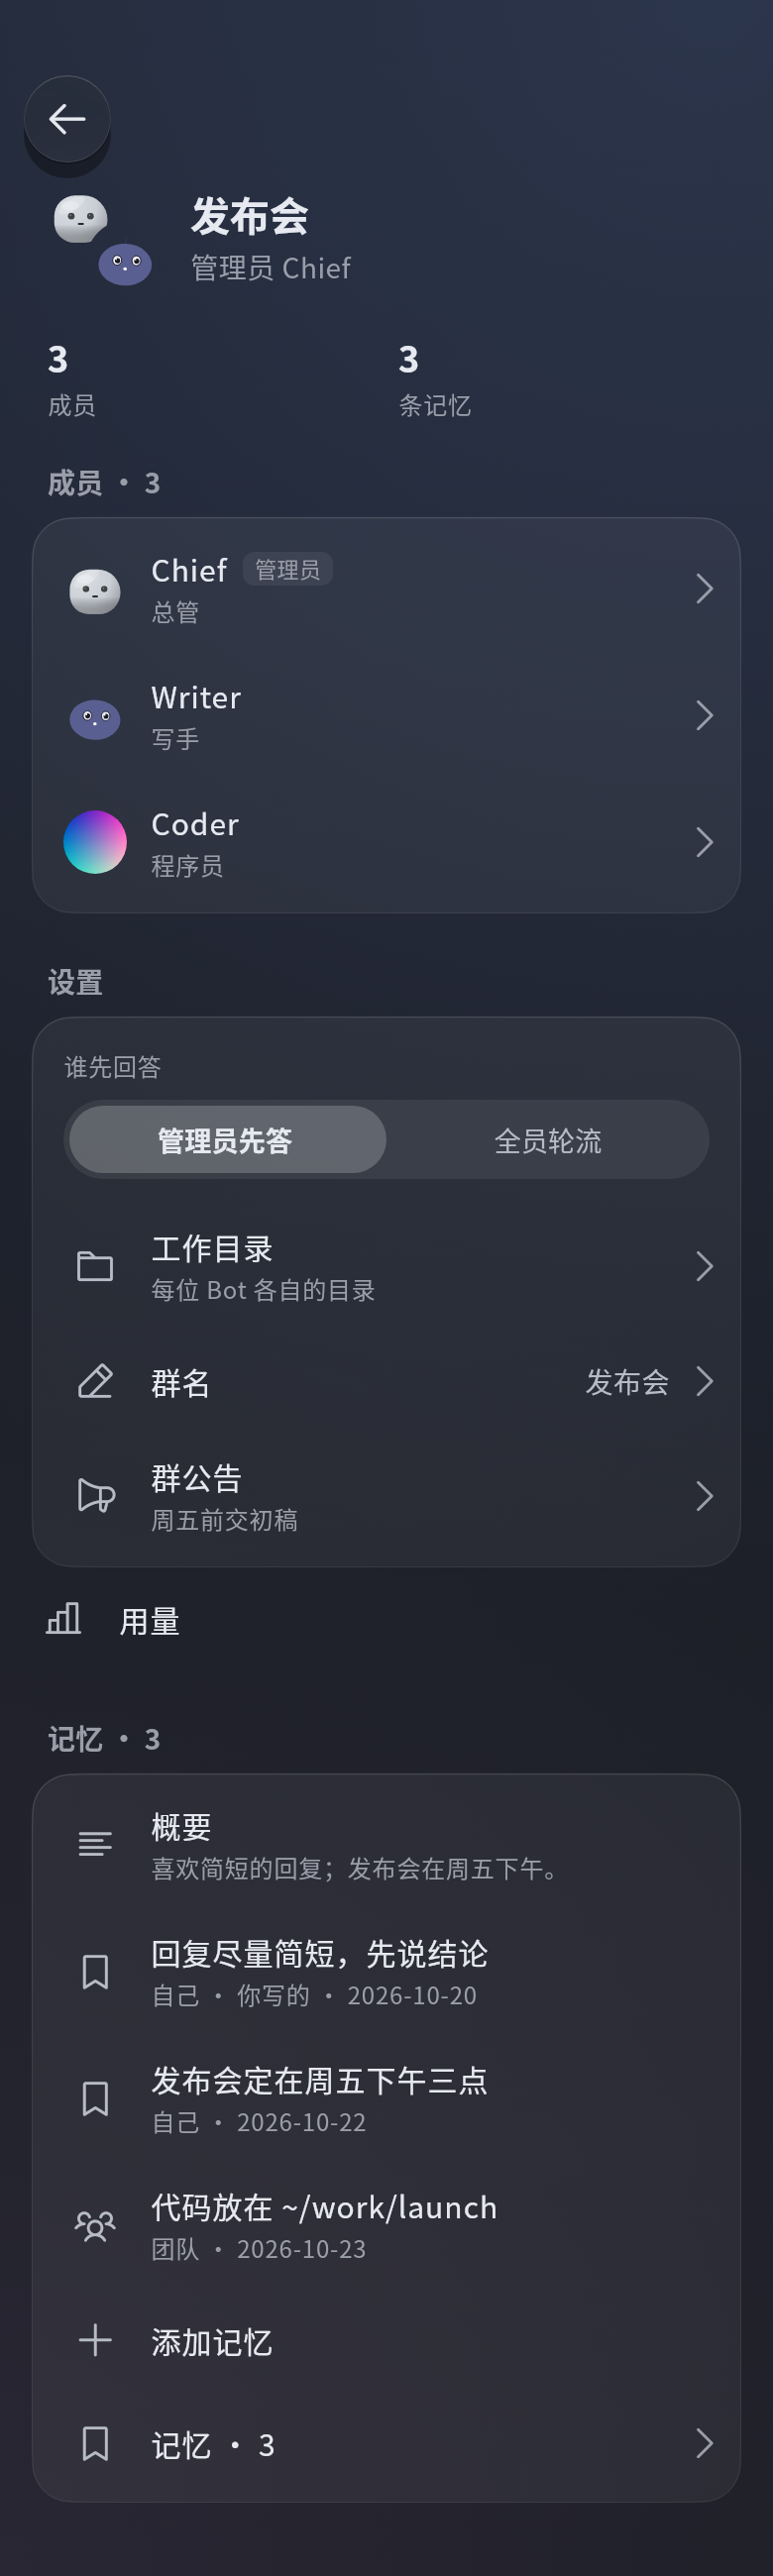 发布会
管理员 Chief
3
成员
3
条记忆
成员 · 3
Chief 管理员
总管
Writer
写手
Coder
程序员
设置
谁先回答
管理员先答
全员轮流
工作目录
每位 Bot 各自的目录
群名 发布会
群公告
周五前交初稿
用量
记忆 · 3
概要
喜欢简短的回复；发布会在周五下午。
回复尽量简短，先说结论
自己 · 你写的 · 2026-10-20
发布会定在周五下午三点
自己 · 2026-10-22
代码放在 ~/work/launch
团队 · 2026-10-23
添加记忆
记忆 · 3